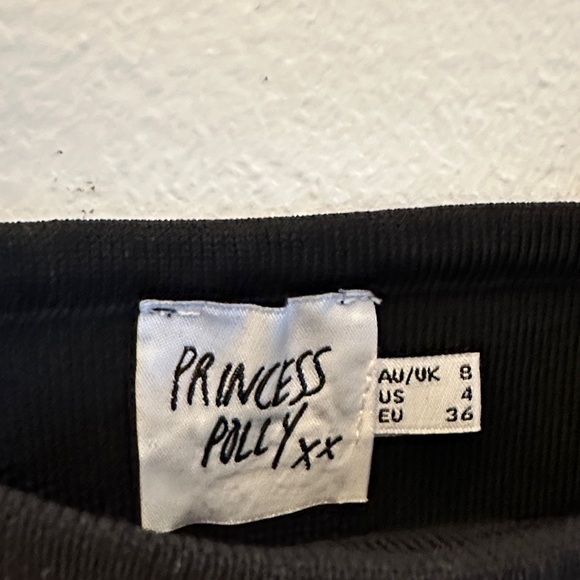 PRINCESS
POLLY xx
AU/UK 8
US 4
EU 36